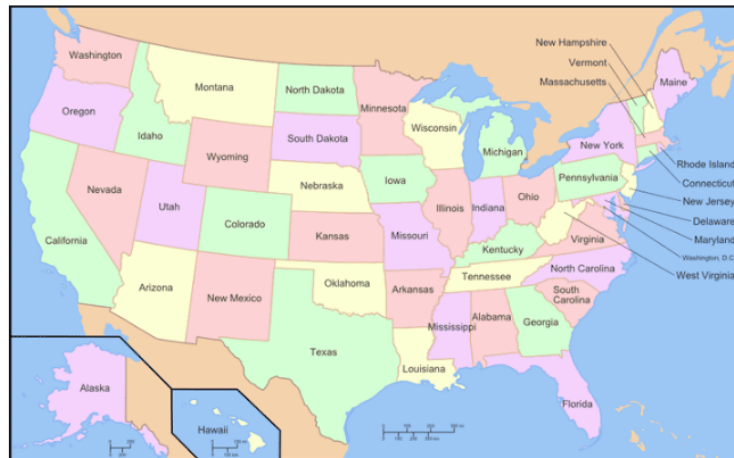 New Hampshire
Vermont
Massachusetts
Washington
Montana
North Dakota
Minnesota
Maine
Oregon
Idaho
South Dakota
Wisconsin
Michigan
New York
Wyoming
Rhode Island
Connecticut
Pennsylvania
Iowa
Nebraska
New Jersey
Nevada
Utah
Colorado
Illinois
Indiana
Ohio
Delaware
Maryland
Washington, D.C.
California
Kansas
Missouri
Kentucky
Virginia
West Virginia
Arizona
New Mexico
Oklahoma
Arkansas
Tennessee
North Carolina
South
Carolina
Texas
Mississippi
Alabama
Georgia
Louisiana
Florida
Alaska
Hawaii